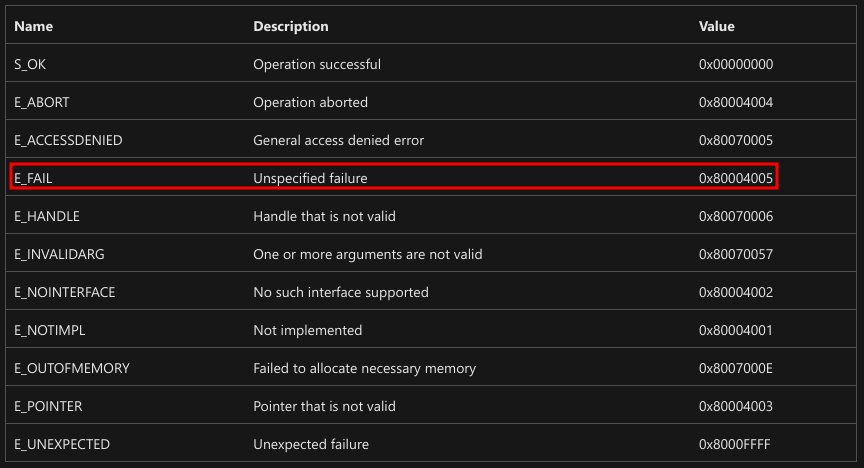 Name Description Value
S_OK Operation successful 0x00000000
E_ABORT Operation aborted 0x80004004
E_ACCESSDENIED General access denied error 0x80070005
E_FAIL Unspecified failure 0x80004005
E_HANDLE Handle that is not valid 0x80070006
E_INVALIDARG One or more arguments are not valid 0x80070057
E_NOINTERFACE No such interface supported 0x80004002
E_NOTIMPL Not implemented 0x80004001
E_OUTOFMEMORY Failed to allocate necessary memory 0x8007000E
E_POINTER Pointer that is not valid 0x80004003
E_UNEXPECTED Unexpected failure 0x8000FFFF